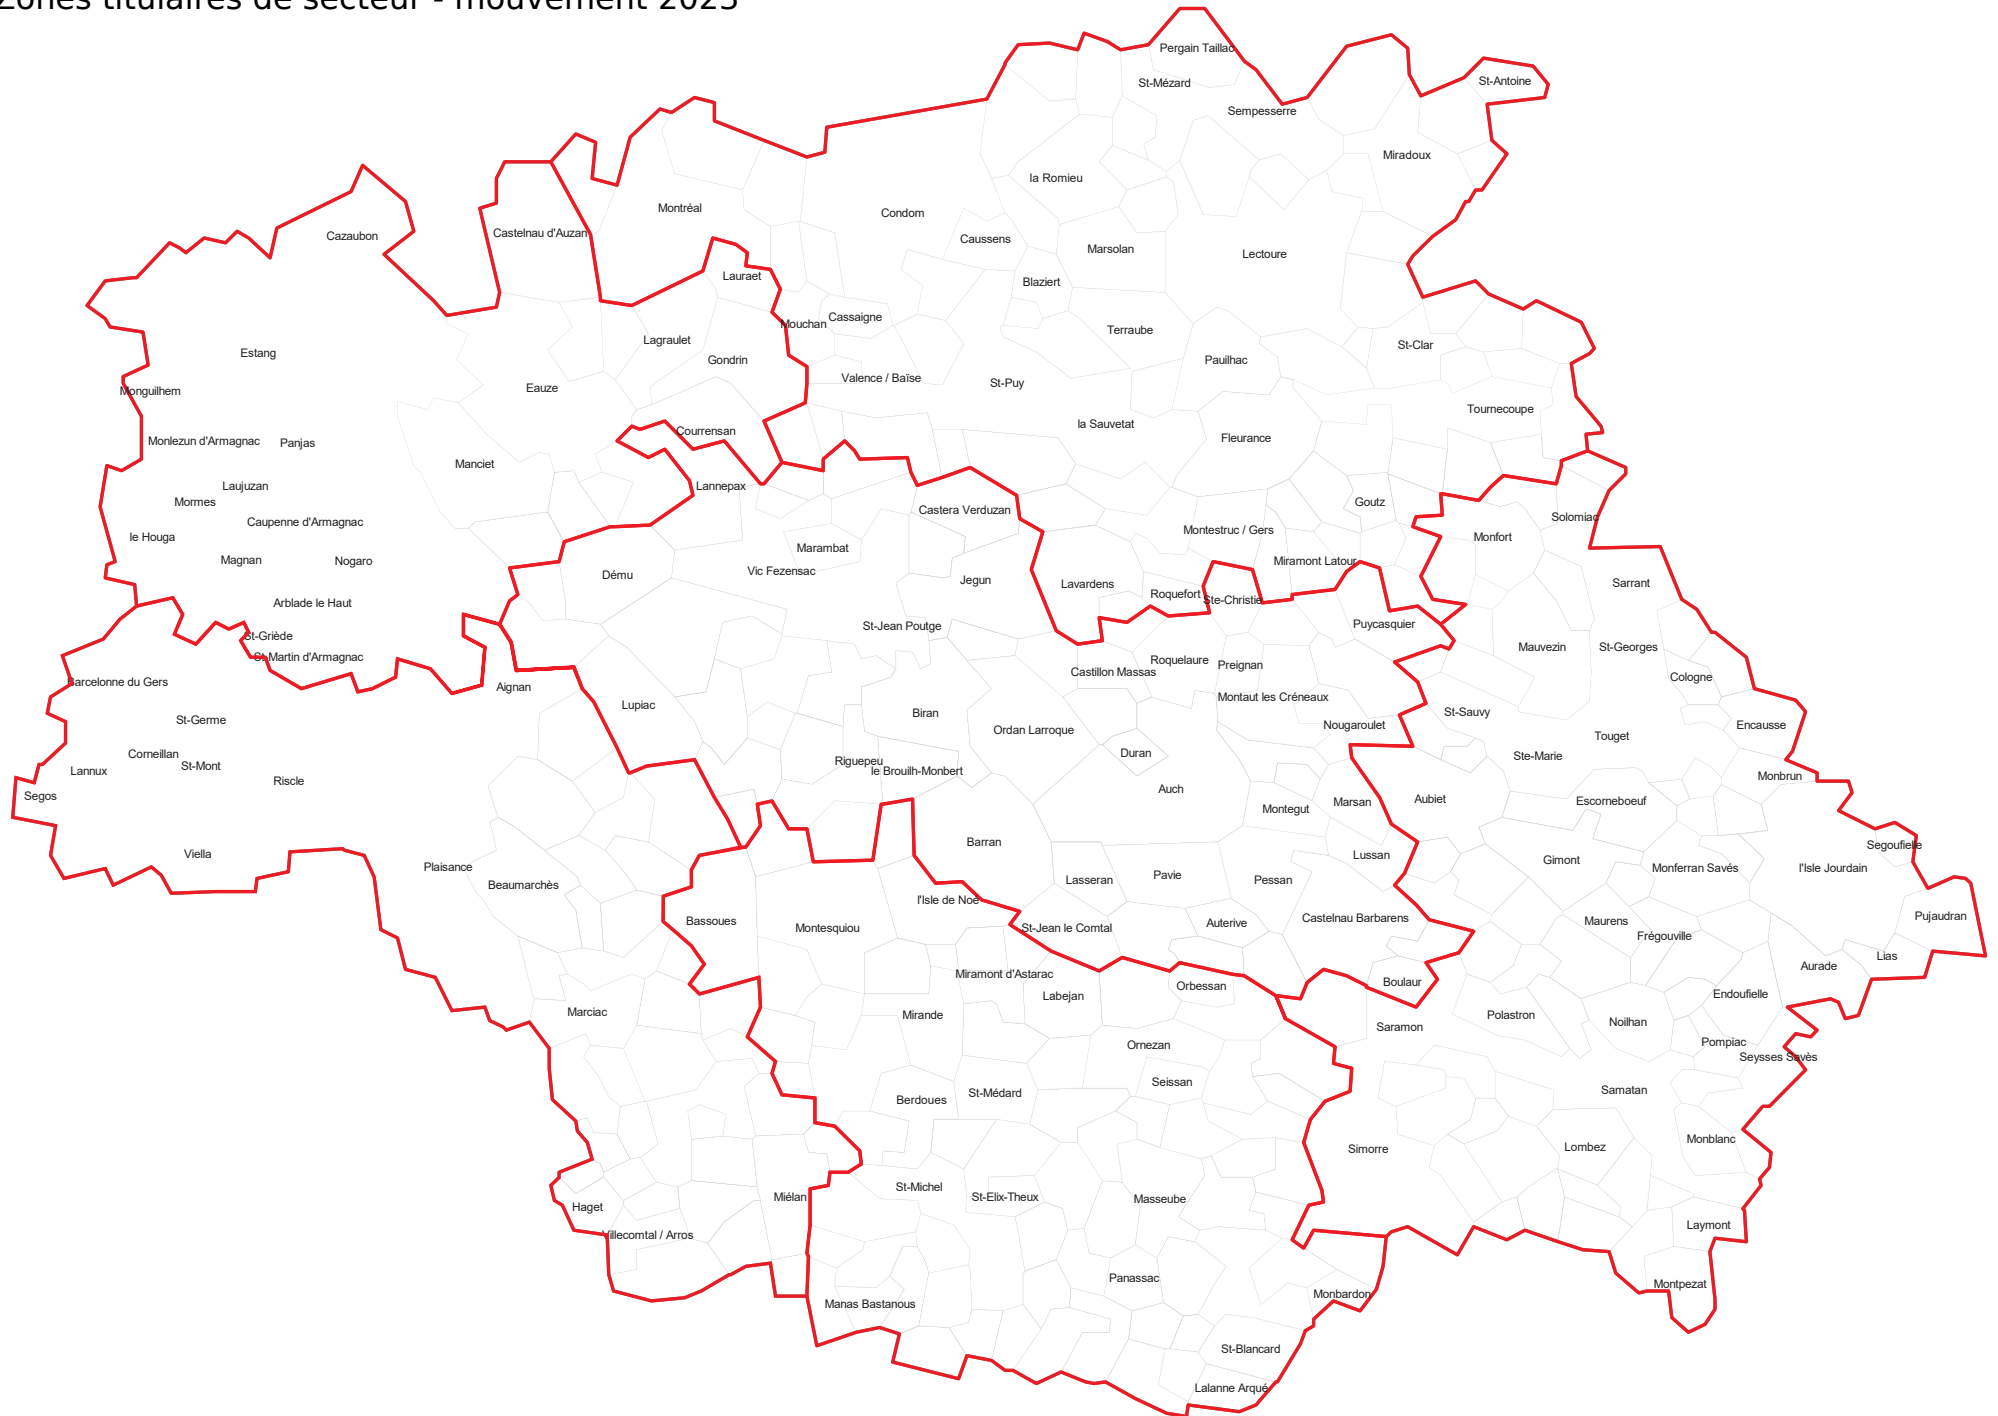 Zones titulaires de secteur - mouvement 2025
Pergain Taillac
St-Mézard
St-Antoine
Sempesserre
Miradoux
la Romieu
Montréal
Condom
Castelnau d'Auzan
Cazaubon
Caussens
Marsolan
Lectoure
Lauraet
Blaziert
Mouchan
Cassaigne
Terraube
Lagraulet
St-Clar
Estang
Gondrin
Pauilhac
Valence / Baïse
St-Puy
Eauze
Monguilhem
Tournecoupe
la Sauvetat
Courrensan
Fleurance
Monlezun d'Armagnac
Panjas
Manciet
Laujuzan
Lannepax
Mormes
Goutz
Castera Verduzan
Solomiac
Caupenne d'Armagnac
Montestruc / Gers
le Houga
Monfort
Marambat
Magnan
Nogaro
Miramont Latour
Vic Fezensac
Dému
Jegun
Lavardens
Sarrant
Roquefort
Ste-Christie
Arblade le Haut
St-Jean Poutge
Puycasquier
St-Griède
St-Martin d'Armagnac
Mauvezin
St-Georges
Roquelaure
Preignan
Castillon Massas
Cologne
Barcelonne du Gers
Aignan
Montaut les Créneaux
Lupiac
Biran
St-Sauvy
St-Germe
Ordan Larroque
Nougaroulet
Encausse
Touget
Corneillan
Duran
Ste-Marie
Riguepeu
St-Mont
Lannux
le Brouilh-Monbert
Monbrun
Riscle
Auch
Segos
Aubiet
Escorneboeuf
Marsan
Montegut
Barran
Segoufielle
Viella
Lussan
Gimont
Plaisance
Monferran Savés
l'Isle Jourdain
Pavie
Lasseran
Pessan
Beaumarchès
l'Isle de Noé
Pujaudran
Castelnau Barbarens
Bassoues
Maurens
Auterive
Montesquiou
St-Jean le Comtal
Frégouville
Lias
Aurade
Miramont d'Astarac
Boulaur
Orbessan
Endoufielle
Labejan
Marciac
Mirande
Polastron
Noilhan
Saramon
Pompiac
Ornezan
Seysses Savès
Seissan
Samatan
St-Médard
Berdoues
Monblanc
Lombez
Simorre
St-Michel
Miélan
St-Elix-Theux
Masseube
Haget
Laymont
Villecomtal / Arros
Panassac
Montpezat
Monbardon
Manas Bastanous
St-Blancard
Lalanne Arqué